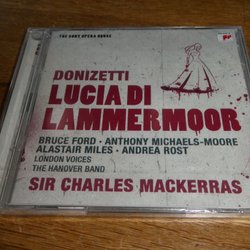 THE SONY OPERA HOUSE
SONY
DONIZETTI
LUCIA DI
LAMMERMOOR
BRUCE FORD · ANTHONY MICHAELS-MOORE
ALASTAIR MILES · ANDREA ROST
LONDON VOICES
THE HANOVER BAND
SIR CHARLES MACKERRAS